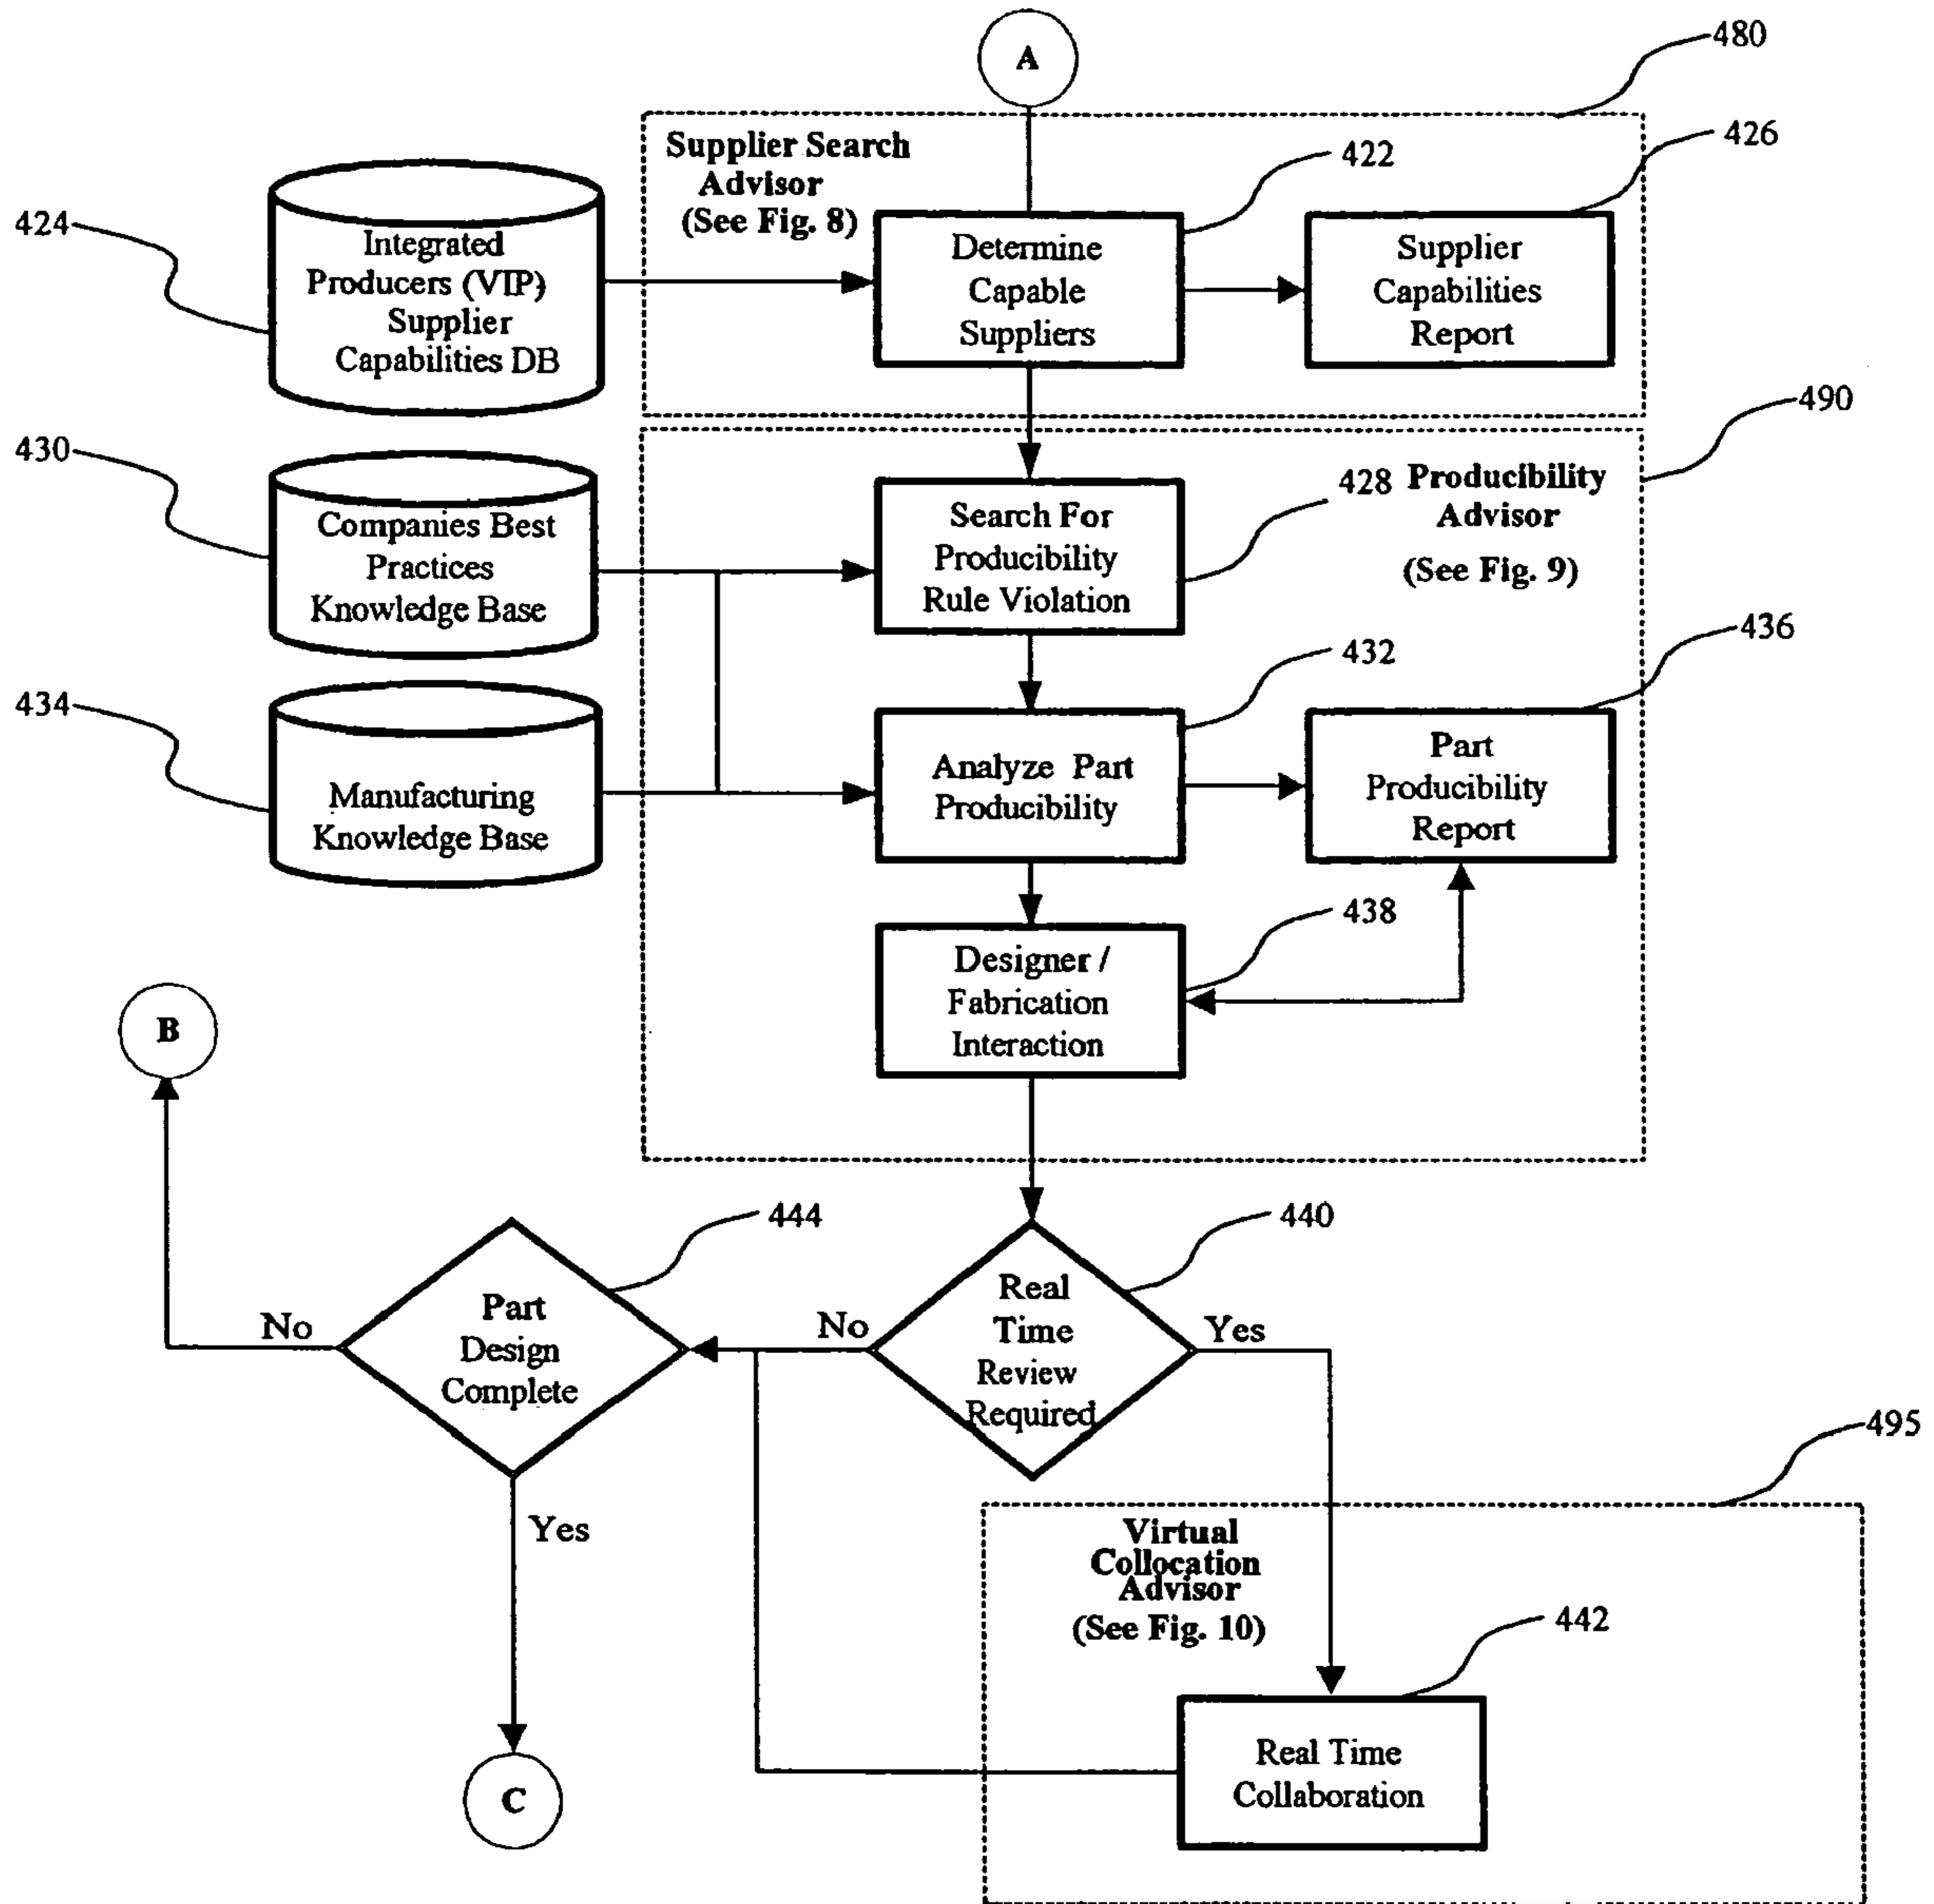 A
480
Supplier Search
Advisor
(See Fig. 8)
422
426
424
Integrated
Producers (VIP)
Supplier
Capabilities DB
Determine
Capable
Suppliers
Supplier
Capabilities
Report
490
430
Companies Best
Practices
Knowledge Base
Search For
Producibility
Rule Violation
428
Producibility
Advisor
(See Fig. 9)
432
436
434
Manufacturing
Knowledge Base
Analyze Part
Producibility
Part
Producibility
Report
438
Designer /
Fabrication
Interaction
B
444
440
Part
Design
Complete
No
Real
Time
Review
Required
No
Yes
Yes
495
Virtual
Collocation
Advisor
(See Fig. 10)
442
Real Time
Collaboration
C